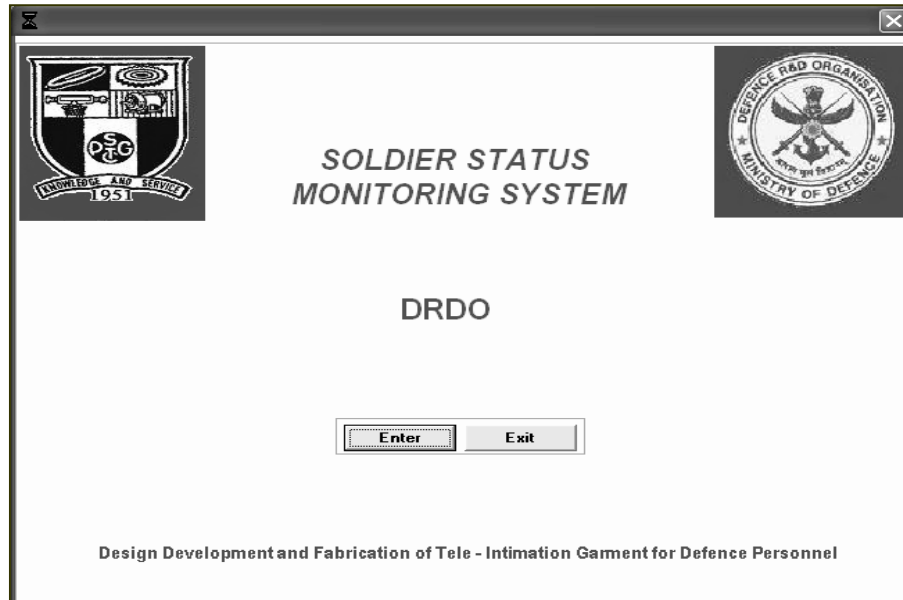 PSG
T
KNOWLEDGE AND SERVICE
1951
DEFENCE R&D ORGANISATION
MINISTRY OF DEFENCE
SOLDIER STATUS
MONITORING SYSTEM
DRDO
Enter
Exit
Design Development and Fabrication of Tele - Intimation Garment for Defence Personnel